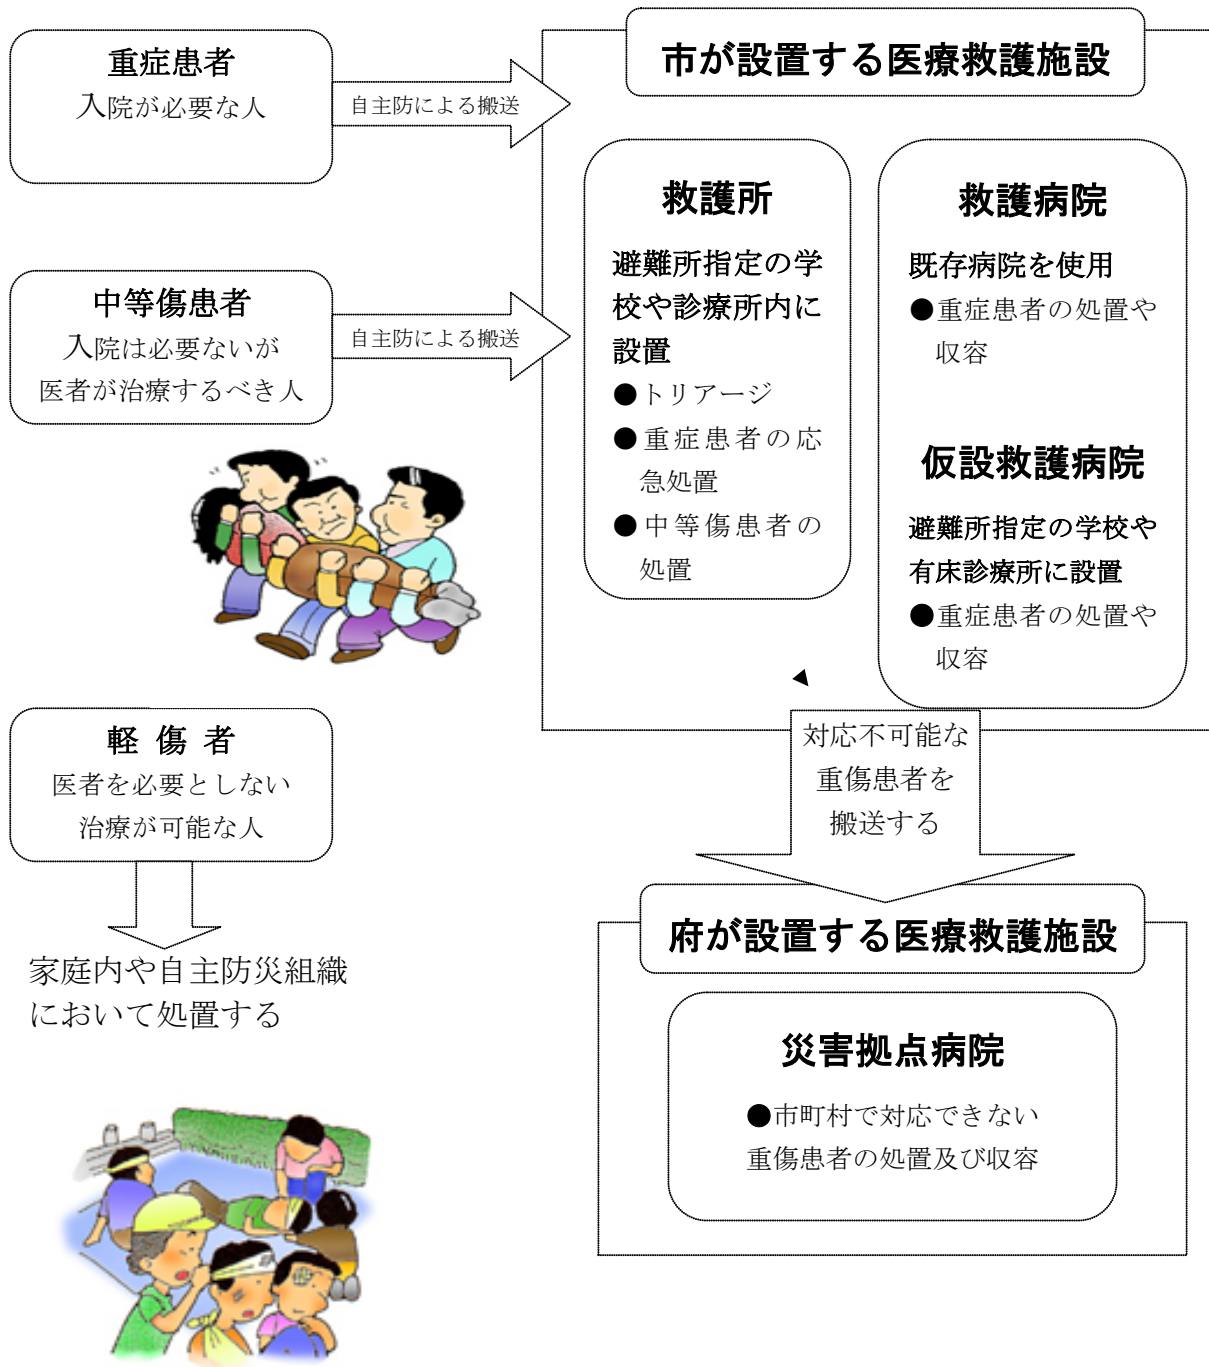 重症患者
入院が必要な人
自主防による搬送
中等傷患者
入院は必要ないが
医者が治療するべき人
自主防による搬送
市が設置する医療救護施設
救護所
避難所指定の学
校や診療所内に
設置
●トリアージ
●重症患者の応
急処置
●中等傷患者の
処置
救護病院
既存病院を使用
●重症患者の処置や
収容
仮設救護病院
避難所指定の学校や
有床診療所に設置
●重症患者の処置や
収容
軽 傷 者
医者を必要としない
治療が可能な人
家庭内や自主防災組織
において処置する
対応不可能な
重傷患者を
搬送する
府が設置する医療救護施設
災害拠点病院
●市町村で対応できない
重傷患者の処置及び収容